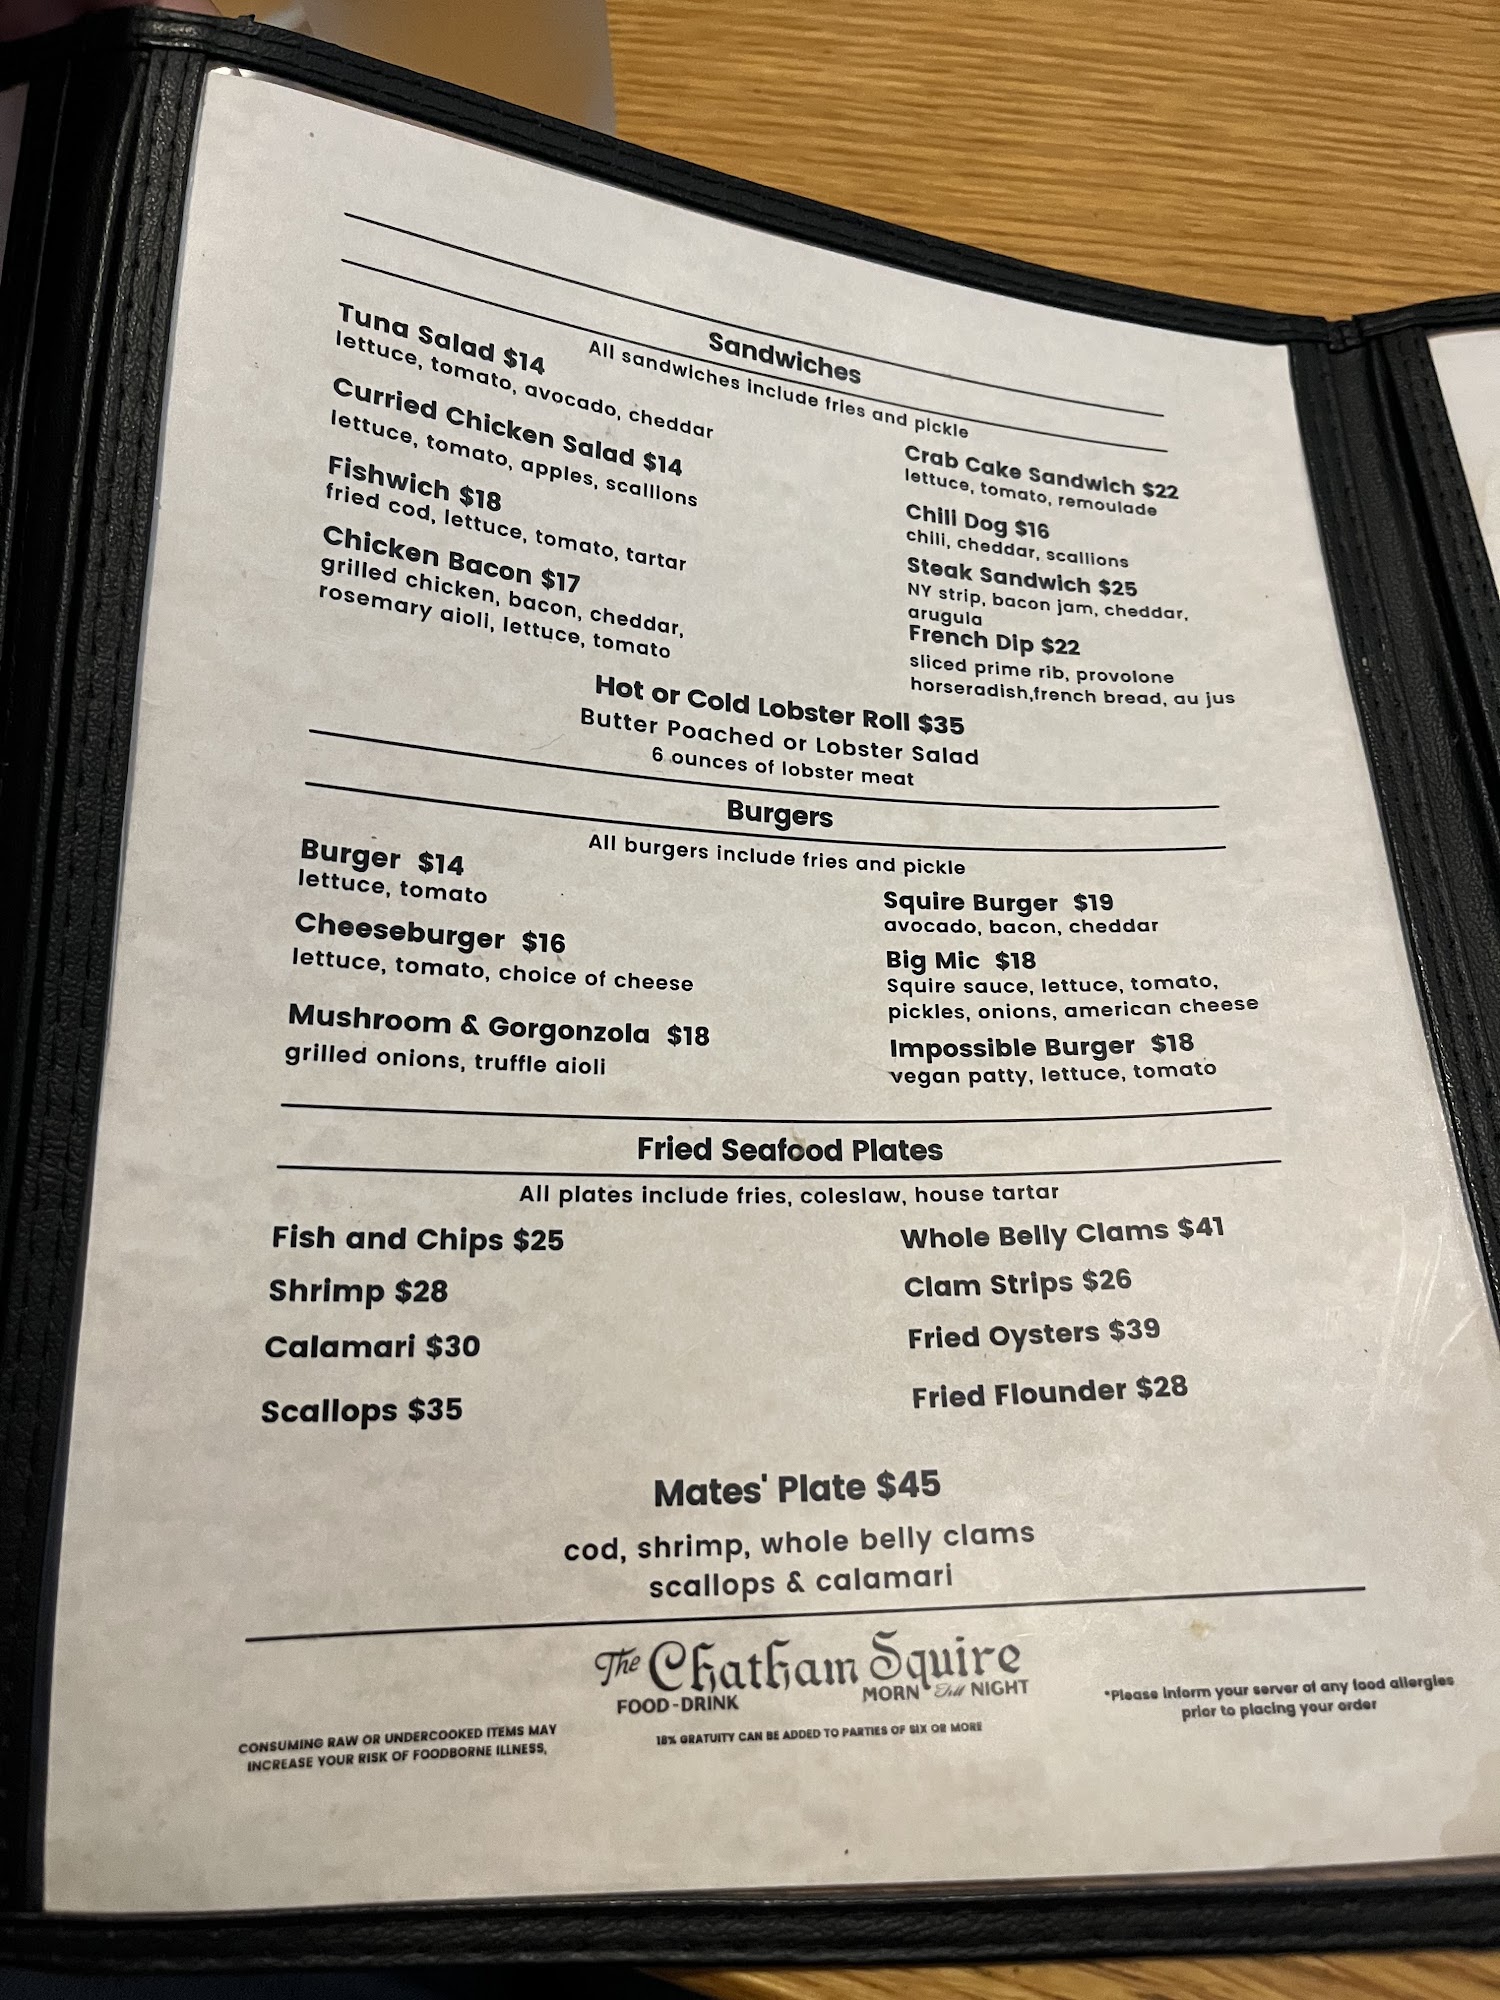 Sandwiches
All sandwiches include fries and pickle
Tuna Salad $14
lettuce, tomato, avocado, cheddar
Curried Chicken Salad $14
lettuce, tomato, apples, scallions
Fishwich $18
fried cod, lettuce, tomato, tartar
Chicken Bacon $17
grilled chicken, bacon, cheddar,
rosemary aioli, lettuce, tomato
Crab Cake Sandwich $22
lettuce, tomato, remoulade
Chili Dog $16
chili, cheddar, scallions
Steak Sandwich $25
NY strip, bacon jam, cheddar,
arugula
French Dip $22
sliced prime rib, provolone
horseradish,french bread, au jus
Hot or Cold Lobster Roll $35
Butter Poached or Lobster Salad
6 ounces of lobster meat
Burgers
All burgers include fries and pickle
Burger $14
lettuce, tomato
Cheeseburger $16
lettuce, tomato, choice of cheese
Mushroom & Gorgonzola $18
grilled onions, truffle aioli
Squire Burger $19
avocado, bacon, cheddar
Big Mic $18
Squire sauce, lettuce, tomato,
pickles, onions, american cheese
Impossible Burger $18
vegan patty, lettuce, tomato
Fried Seafood Plates
All plates include fries, coleslaw, house tartar
Fish and Chips $25
Shrimp $28
Calamari $30
Scallops $35
Whole Belly Clams $41
Clam Strips $26
Fried Oysters $39
Fried Flounder $28
Mates' Plate $45
cod, shrimp, whole belly clams
scallops & calamari
The Chatham Squire
FOOD-DRINK MORN Till NIGHT
CONSUMING RAW OR UNDERCOOKED ITEMS MAY
INCREASE YOUR RISK OF FOODBORNE ILLNESS,
18% GRATUITY CAN BE ADDED TO PARTIES OF SIX OR MORE
*Please inform your server of any food allergies
prior to placing your order